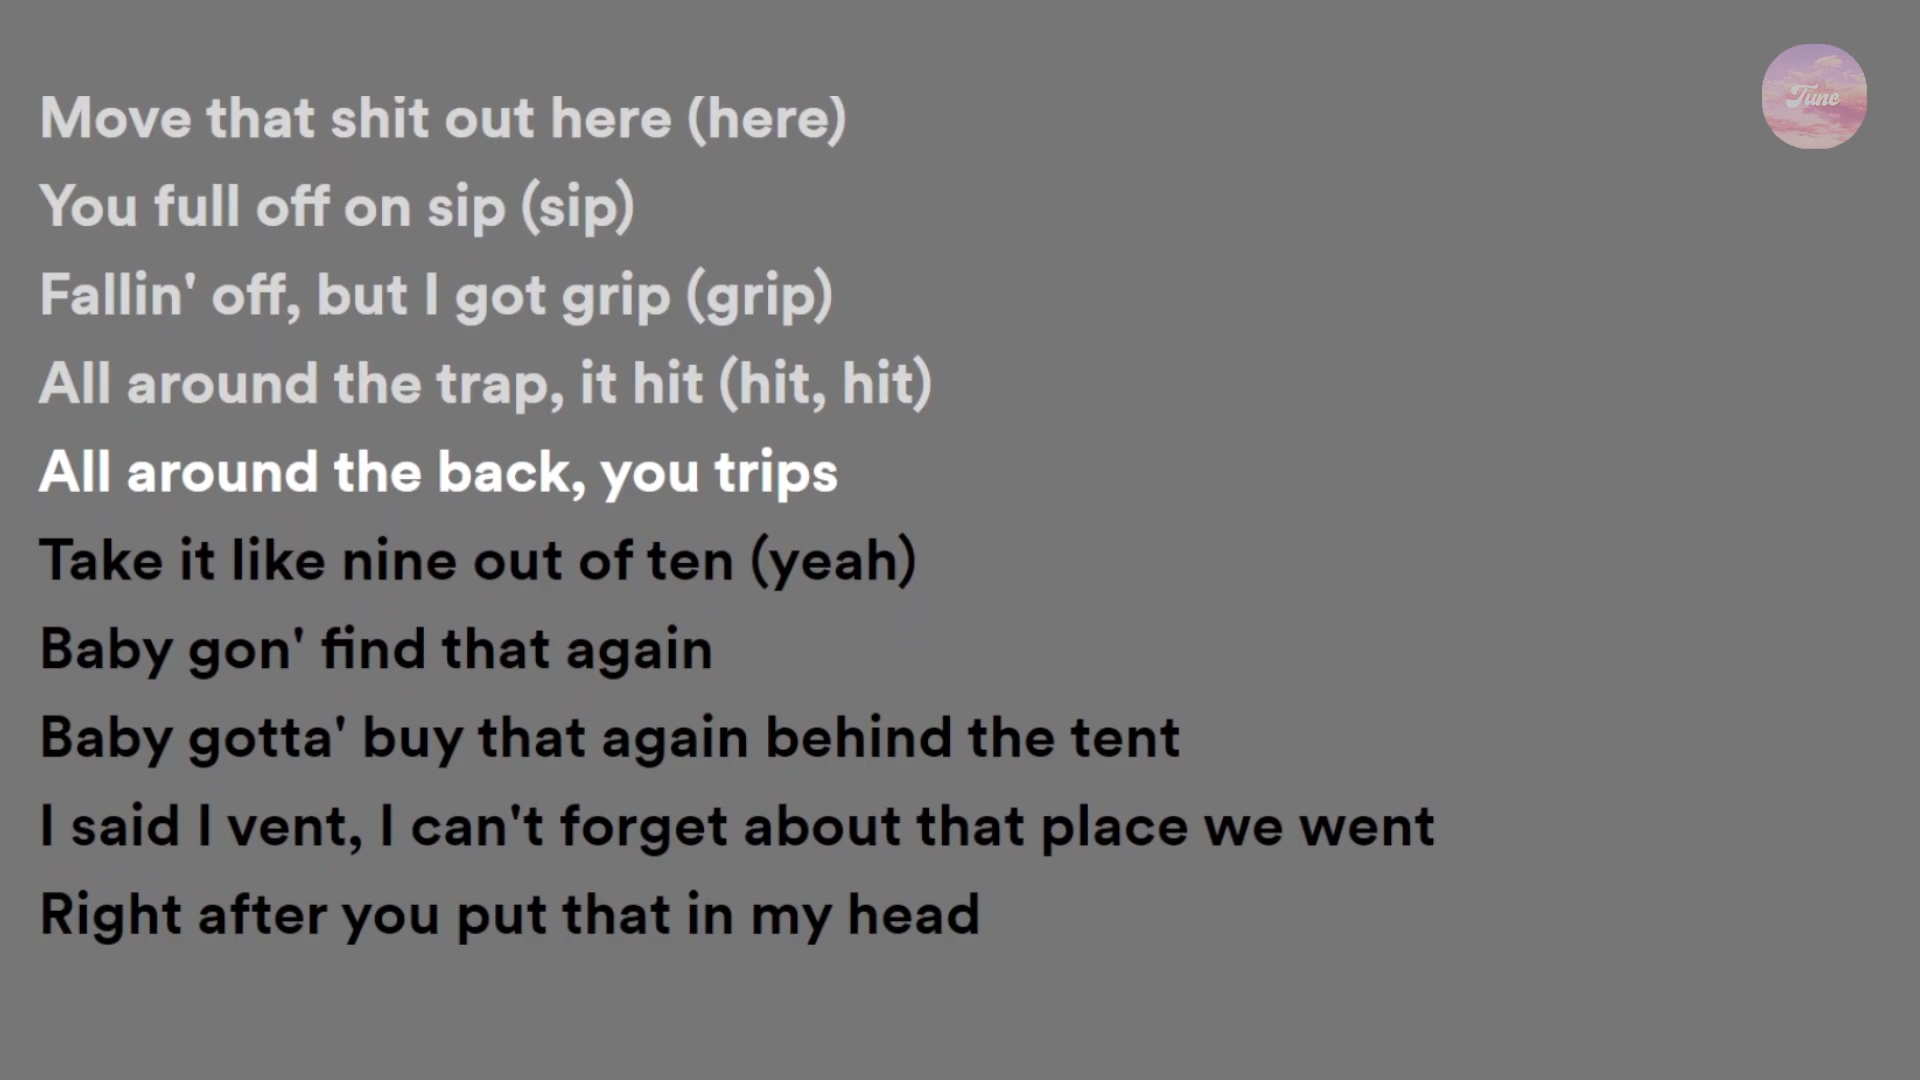 Tune
Move that shit out here (here)
You full off on sip (sip)
Fallin' off, but I got grip (grip)
All around the trap, it hit (hit, hit)
All around the back, you trips
Take it like nine out of ten (yeah)
Baby gon' find that again
Baby gotta' buy that again behind the tent
I said I vent, I can't forget about that place we went
Right after you put that in my head